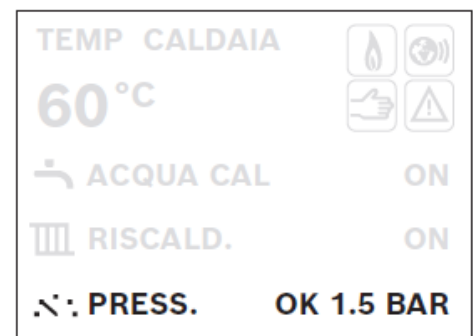 TEMP CALDAIA
60°C
ACQUA CAL ON
RISCALD. ON
PRESS. OK 1.5 BAR